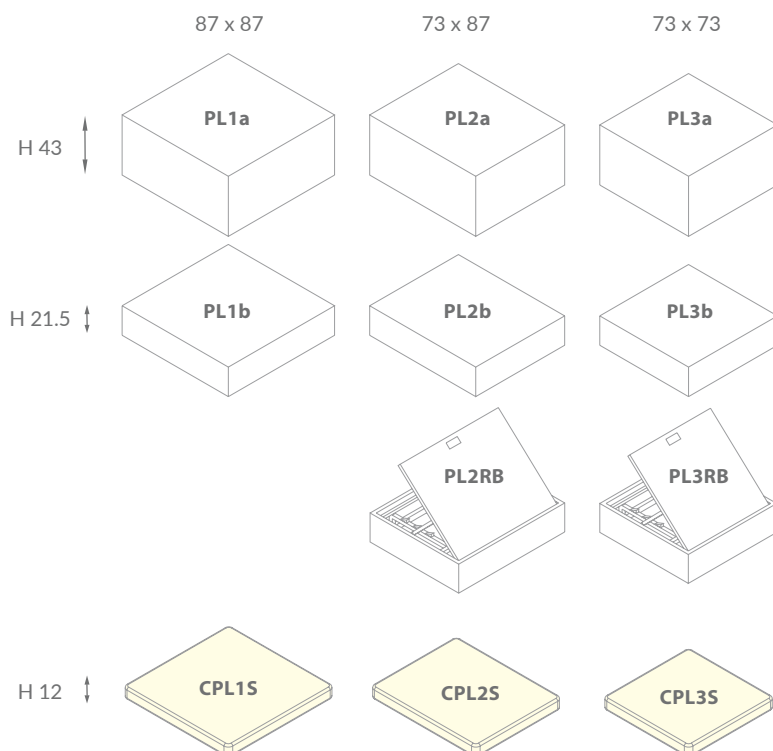 87 x 87 73 x 87 73 x 73
PL1a PL2a PL3a
H 43
PL1b PL2b PL3b
H 21.5
PL2RB PL3RB
CPL1S CPL2S CPL3S
H 12